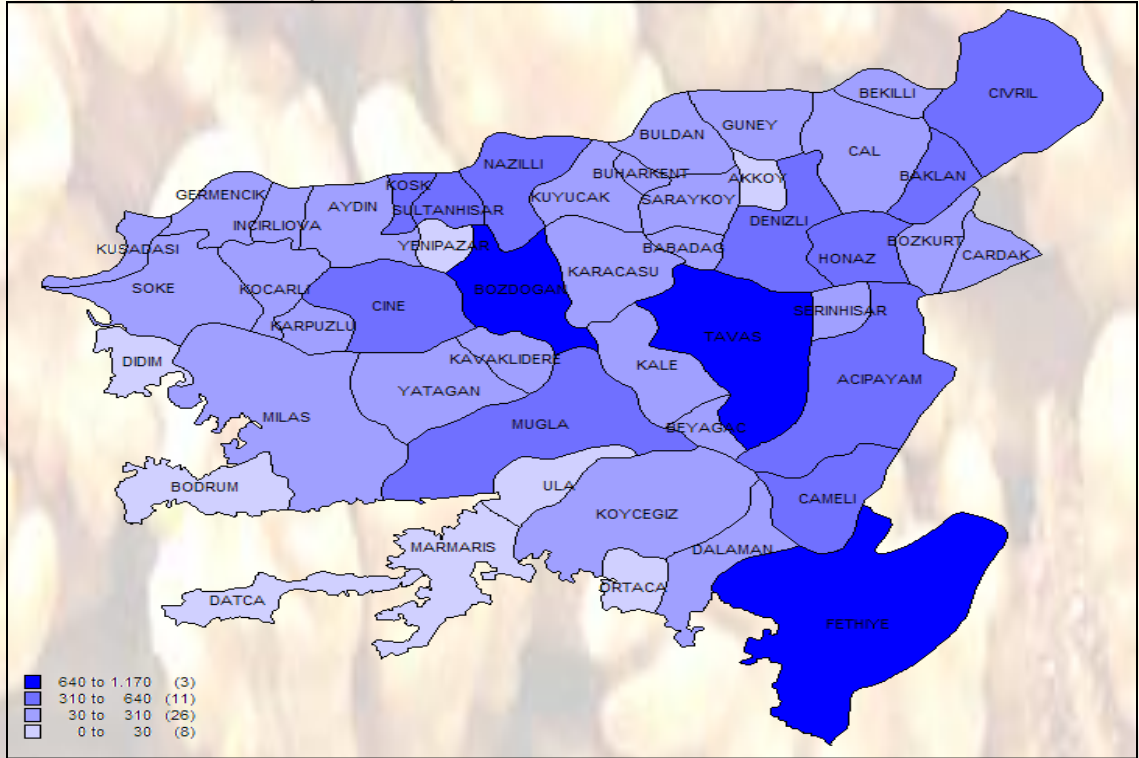 CIVRIL
BEKILLI
GUNEY
BULDAN
CAL
NAZILLI
BUHARKENT
AKKOY
BAKLAN
KOSK
GERMENCIK
KUYUCAK
SARAYKOY
AYDIN
SULTANHISAR
INCIRLIOVA
DENIZLI
YENIPAZAR
KUSADASI
BABADAG
BOZKURT
CARDAK
HONAZ
KARACASU
SOKE
KOCARLI
BOZDOGAN
CINE
SERINHISAR
KARPUZLU
TAVAS
DIDIM
KAVAKLIDERE
KALE
ACIPAYAM
YATAGAN
MILAS
MUGLA
BEYAGAC
BODRUM
ULA
CAMELI
KOYCEGIZ
MARMARIS
DALAMAN
ORTACA
DATCA
FETHIYE
640 to 1.170 (3)
310 to 640 (11)
30 to 310 (26)
0 to 30 (8)